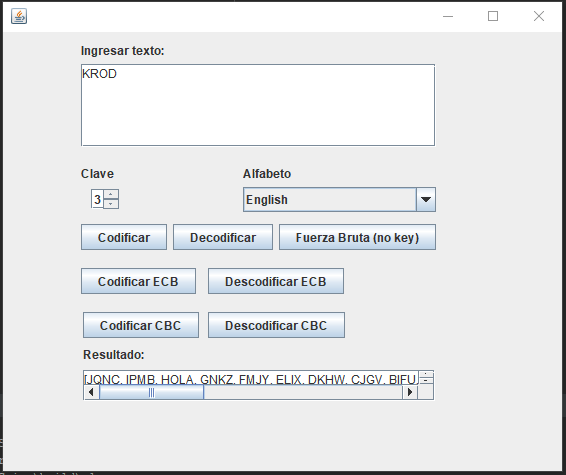 Ingresar texto:
KROD
Clave Alfabeto
3 English
Codificar Decodificar Fuerza Bruta (no key)
Codificar ECB Descodificar ECB
Codificar CBC Descodificar CBC
Resultado:
[JQNC, IPMB, HOLA, GNKZ, FMJY, ELIX, DKHW, CJGV, BIFU,